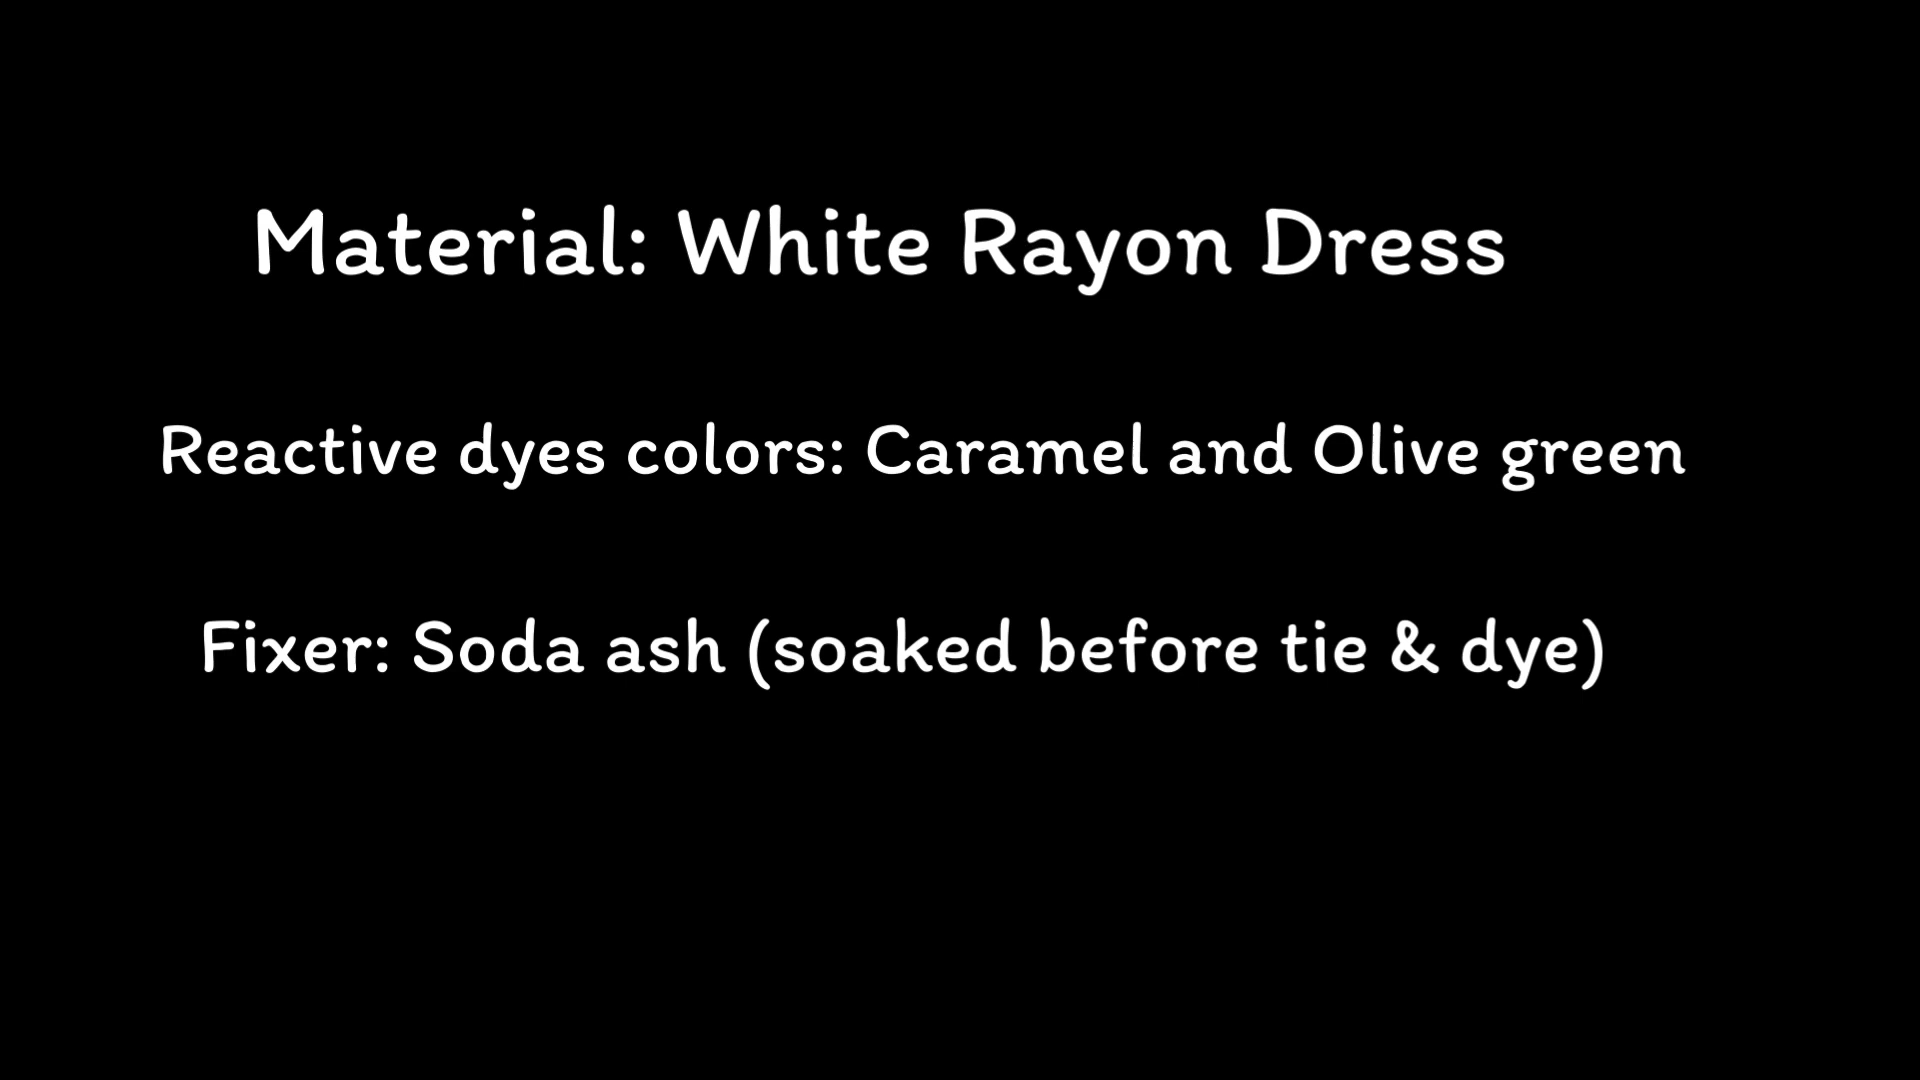 Material: White Rayon Dress
Reactive dyes colors: Caramel and Olive green
Fixer: Soda ash (soaked before tie & dye)